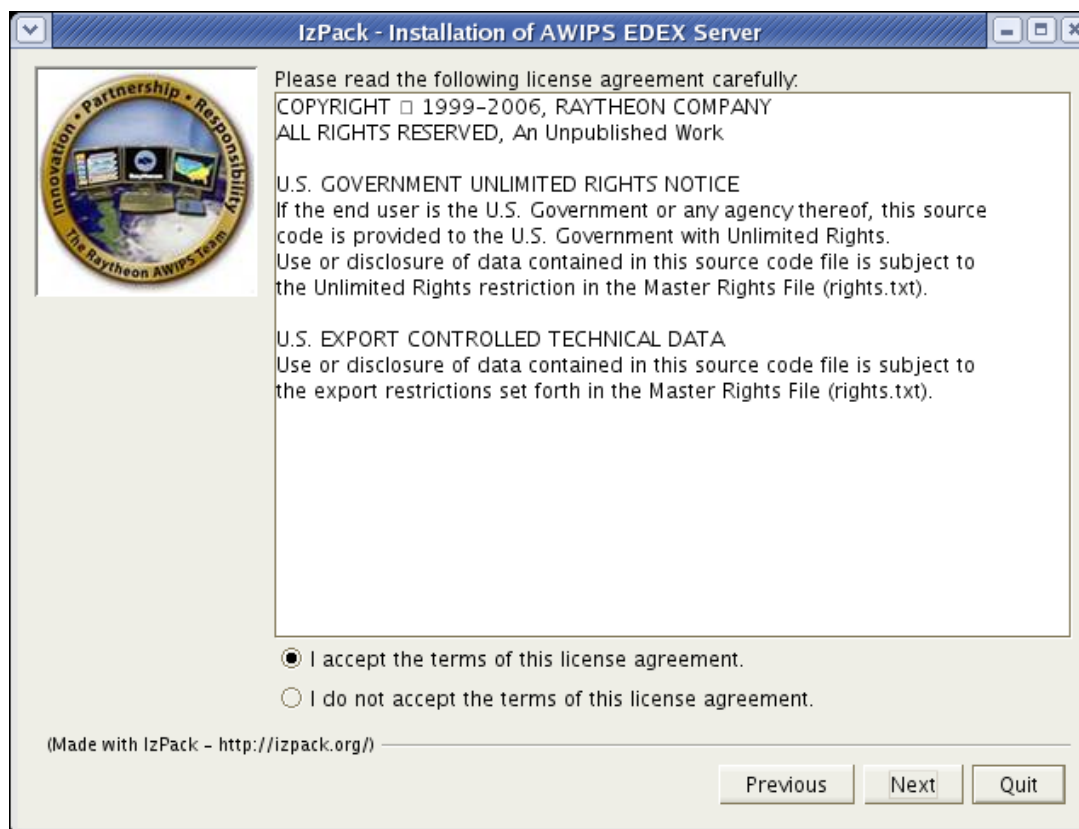 IzPack - Installation of AWIPS EDEX Server
Innovation • Partnership • Responsibility
The Raytheon AWIPS Team
Please read the following license agreement carefully:
COPYRIGHT □ 1999-2006, RAYTHEON COMPANY
ALL RIGHTS RESERVED, An Unpublished Work
U.S. GOVERNMENT UNLIMITED RIGHTS NOTICE
If the end user is the U.S. Government or any agency thereof, this source
code is provided to the U.S. Government with Unlimited Rights.
Use or disclosure of data contained in this source code file is subject to
the Unlimited Rights restriction in the Master Rights File (rights.txt).
U.S. EXPORT CONTROLLED TECHNICAL DATA
Use or disclosure of data contained in this source code file is subject to
the export restrictions set forth in the Master Rights File (rights.txt).
I accept the terms of this license agreement.
I do not accept the terms of this license agreement.
(Made with IzPack - http://izpack.org/)
Previous
Next
Quit